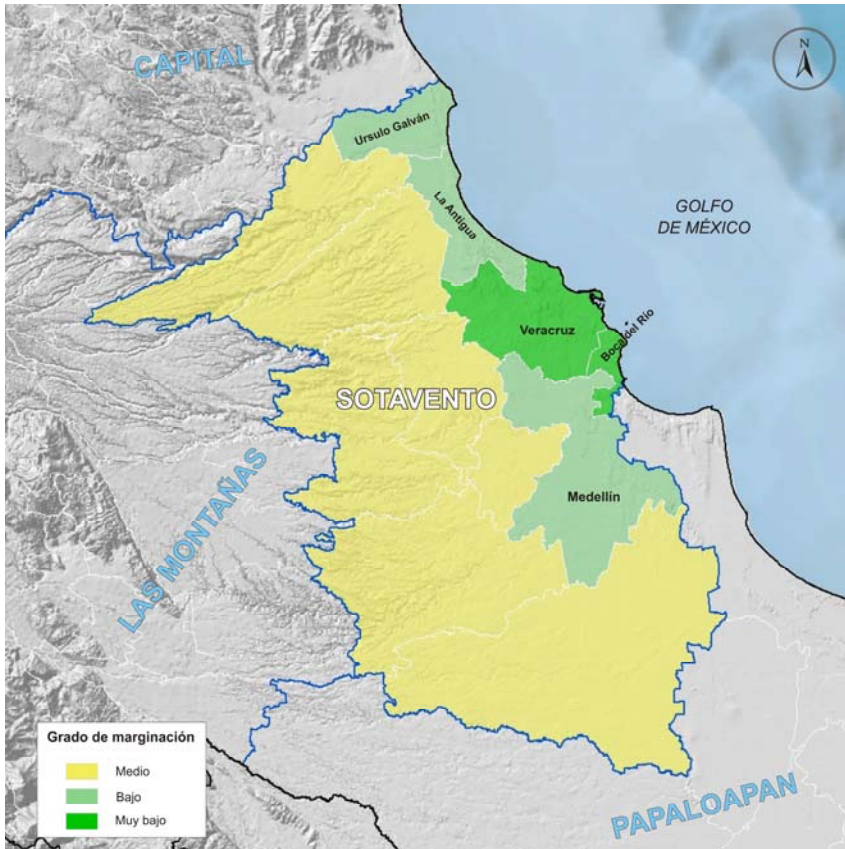 CAPITAL
N
Ursulo Galván
La Antigua
GOLFO
DE MÉXICO
Veracruz
Boca del Río
SOTAVENTO
LAS MONTAÑAS
Medellín
Grado de marginación
Medio
Bajo
Muy bajo
PAPALOAPAN